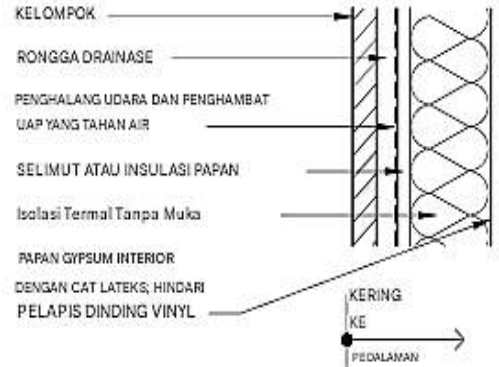 KELOMPOK
RONGGA DRAINASE
PENGHALANG UDARA DAN PENGHAMBAT
UAP YANG TAHAN AIR
SELIMUT ATAU INSULASI PAPAN
Isolasi Termal Tanpa Muka
PAPAN GYPSUM INTERIOR
DENGAN CAT LATEKS; HINDARI
PELAPIS DINDING VINYL
KERING
KE
PEDALAMAN